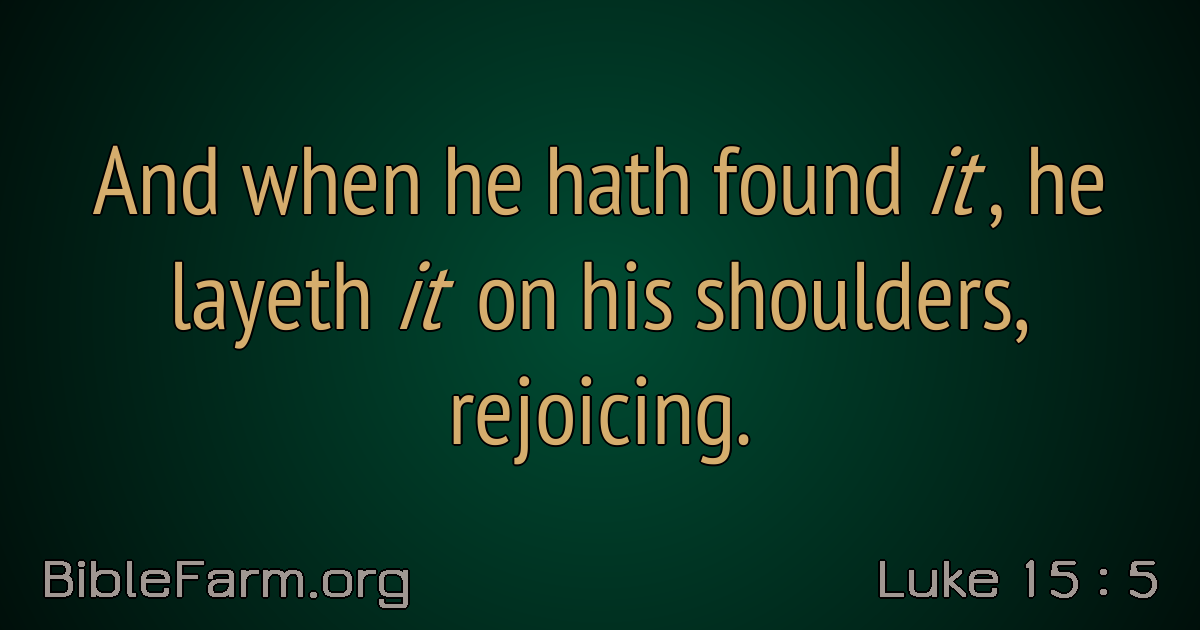 And when he hath found it, he
layeth it on his shoulders,
rejoicing.
BibleFarm.org
Luke 15 : 5